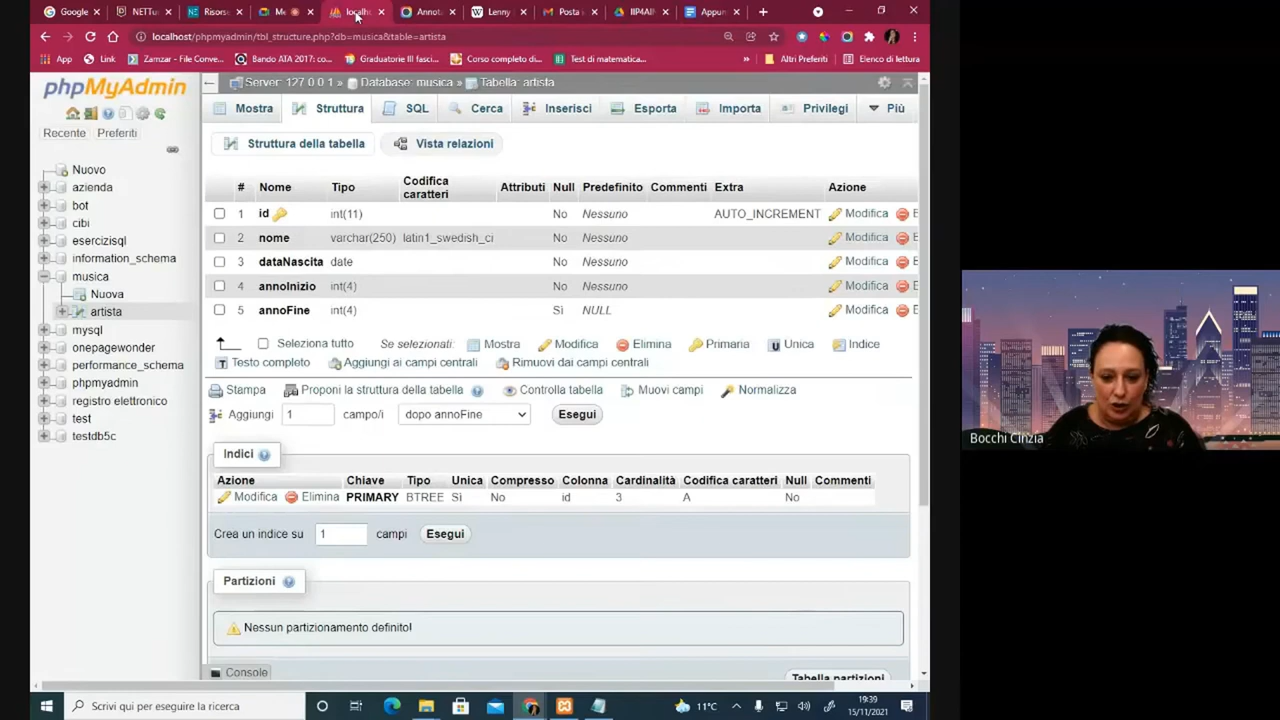 Google
NETTu
Risors
Me
localh
Annota
Lenny
Posta
IIP4All
Appun
localhost/phpmyadmin/tbl_structure.php?db=musica&table=artista
App
Link
Zamzar - File Conve...
Bando ATA 2017: co...
Graduatorie III fasci...
Corso completo di...
Test di matematica...
»
Altri Preferiti
Elenco di lettura
phpMyAdmin
Recente Preferiti
Nuovo
azienda
bot
cibi
esercizisql
information_schema
musica
Nuova
artista
mysql
onepagewonder
performance_schema
phpmyadmin
registro elettronico
test
testdb5c
Server: 127.0.0.1 » Database: musica » Tabella: artista
Mostra Struttura SQL Cerca Inserisci Esporta Importa Privilegi Più
Struttura della tabella Vista relazioni
# Nome Tipo Codifica caratteri Attributi Null Predefinito Commenti Extra Azione
1 id int(11) No Nessuno AUTO_INCREMENT Modifica E
2 nome varchar(250) latin1_swedish_ci No Nessuno Modifica E
3 dataNascita date No Nessuno Modifica E
4 annoInizio int(4) No Nessuno Modifica E
5 annoFine int(4) Sì NULL Modifica E
Seleziona tutto Se selezionati: Mostra Modifica Elimina Primaria Unica Indice
Testo completo Aggiungi ai campi centrali Rimuovi dai campi centrali
Stampa Proponi la struttura della tabella Controlla tabella Muovi campi Normalizza
Aggiungi 1 campo/i dopo annoFine Esegui
Indici
Azione Chiave Tipo Unica Compresso Colonna Cardinalità Codifica caratteri Null Commenti
Modifica Elimina PRIMARY BTREE Sì No id 3 A No
Crea un indice su 1 campi Esegui
Partizioni
Nessun partizionamento definito!
Console
Tabella partizioni
Bocchi Cinzia
Scrivi qui per eseguire la ricerca
11°C
19:39
15/11/2021